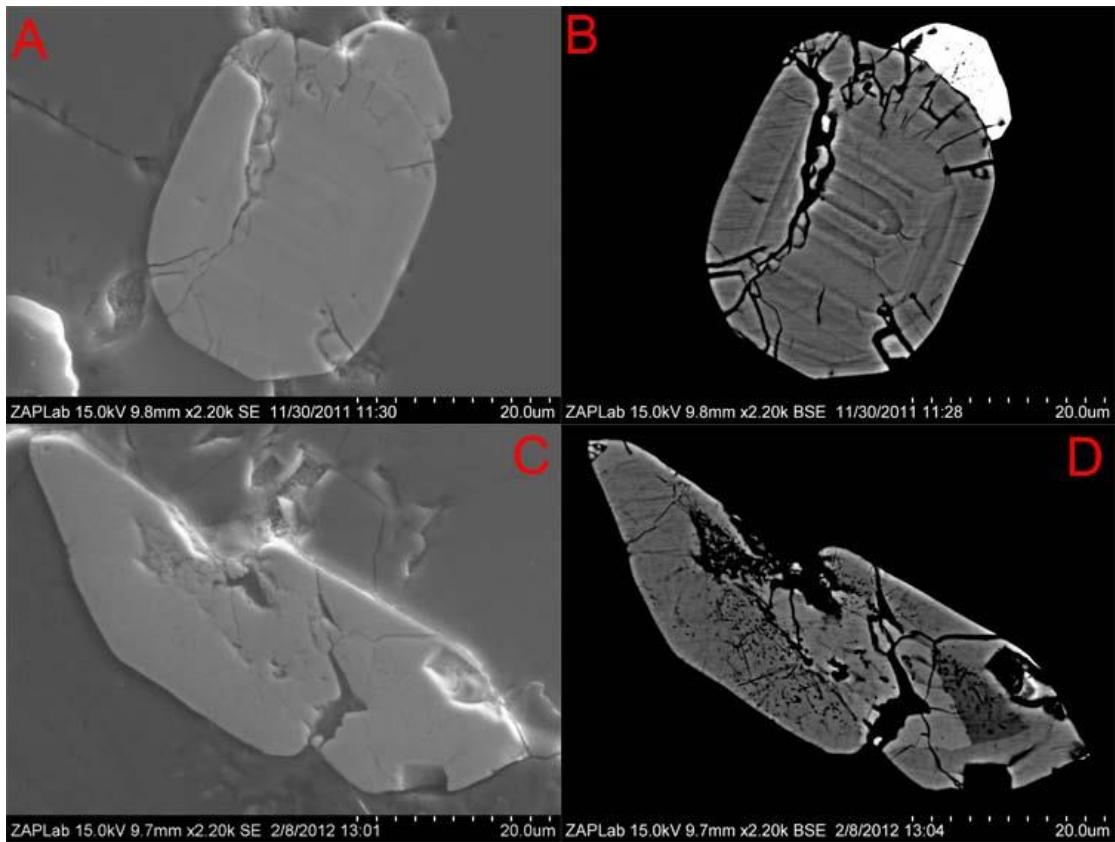 A
B
ZAPLab 15.0kV 9.8mm x2.20k SE 11/30/2011 11:30 20.0um
ZAPLab 15.0kV 9.8mm x2.20k BSE 11/30/2011 11:28 20.0um
C
D
ZAPLab 15.0kV 9.7mm x2.20k SE 2/8/2012 13:01 20.0um
ZAPLab 15.0kV 9.7mm x2.20k BSE 2/8/2012 13:04 20.0um